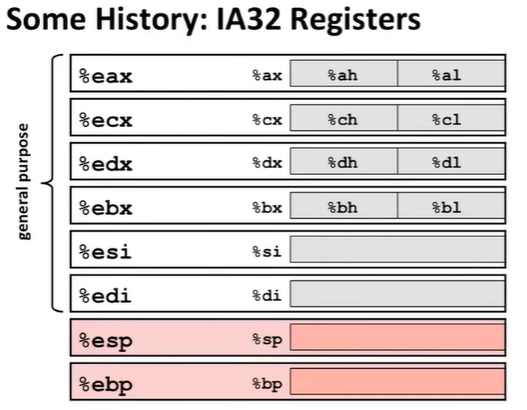 Some History: IA32 Registers
general purpose
%eax %ax %ah %al
%ecx %cx %ch %cl
%edx %dx %dh %dl
%ebx %bx %bh %bl
%esi %si
%edi %di
%esp %sp
%ebp %bp